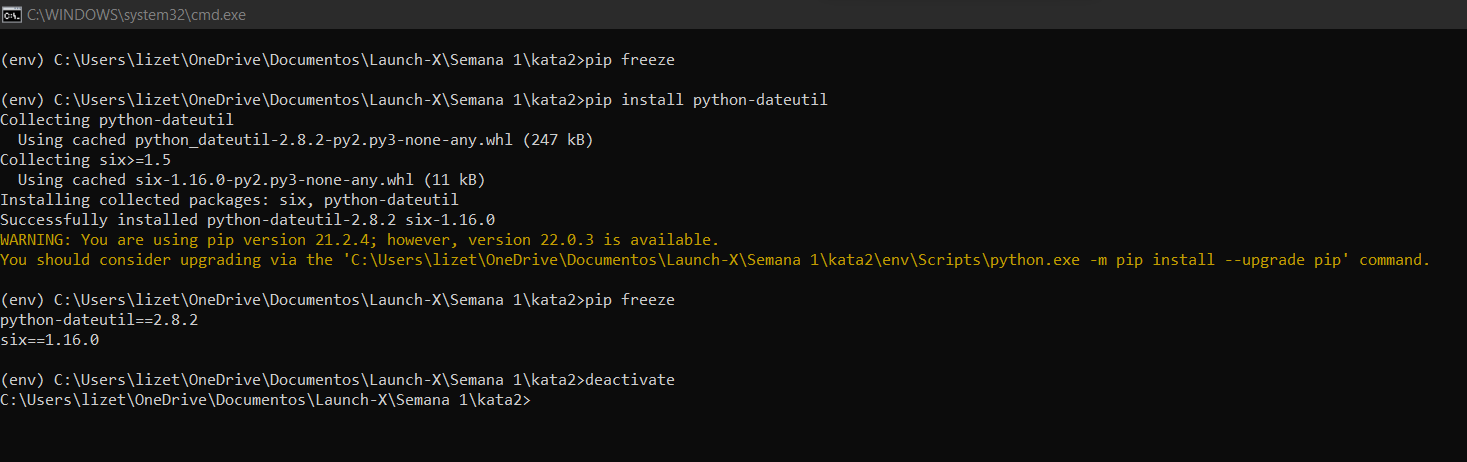 C:\WINDOWS\system32\cmd.exe
(env) C:\Users\lizet\OneDrive\Documentos\Launch-X\Semana 1\kata2>pip freeze
(env) C:\Users\lizet\OneDrive\Documentos\Launch-X\Semana 1\kata2>pip install python-dateutil
Collecting python-dateutil
  Using cached python_dateutil-2.8.2-py2.py3-none-any.whl (247 kB)
Collecting six>=1.5
  Using cached six-1.16.0-py2.py3-none-any.whl (11 kB)
Installing collected packages: six, python-dateutil
Successfully installed python-dateutil-2.8.2 six-1.16.0
WARNING: You are using pip version 21.2.4; however, version 22.0.3 is available.
You should consider upgrading via the 'C:\Users\lizet\OneDrive\Documentos\Launch-X\Semana 1\kata2\env\Scripts\python.exe -m pip install --upgrade pip' command.
(env) C:\Users\lizet\OneDrive\Documentos\Launch-X\Semana 1\kata2>pip freeze
python-dateutil==2.8.2
six==1.16.0
(env) C:\Users\lizet\OneDrive\Documentos\Launch-X\Semana 1\kata2>deactivate
C:\Users\lizet\OneDrive\Documentos\Launch-X\Semana 1\kata2>